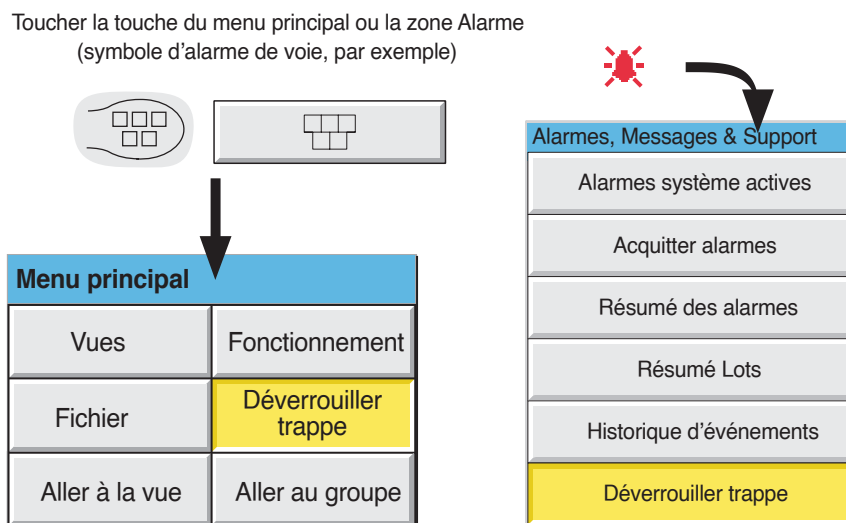 Toucher la touche du menu principal ou la zone Alarme
(symbole d'alarme de voie, par exemple)
Menu principal
Vues
Fonctionnement
Fichier
Déverrouiller
trappe
Aller à la vue
Aller au groupe
Alarmes, Messages & Support
Alarmes système actives
Acquitter alarmes
Résumé des alarmes
Résumé Lots
Historique d'événements
Déverrouiller trappe